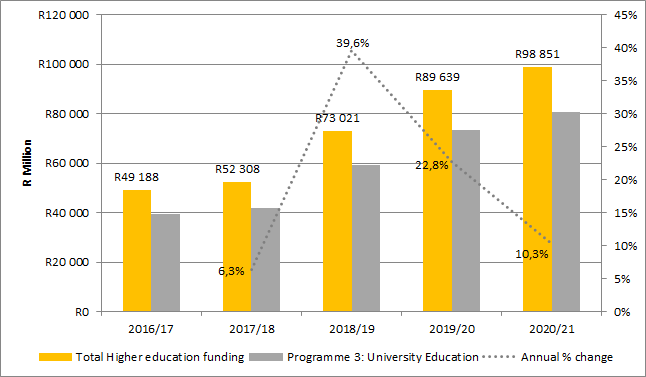 R120 000
R100 000
R80 000
R60 000
R40 000
R20 000
R0
R Million
45%
40%
35%
30%
25%
20%
15%
10%
5%
0%
R49 188
R52 308
R73 021
R89 639
R98 851
6,3%
39,6%
22,8%
10,3%
2016/17 2017/18 2018/19 2019/20 2020/21
Total Higher education funding Programme 3: University Education Annual % change